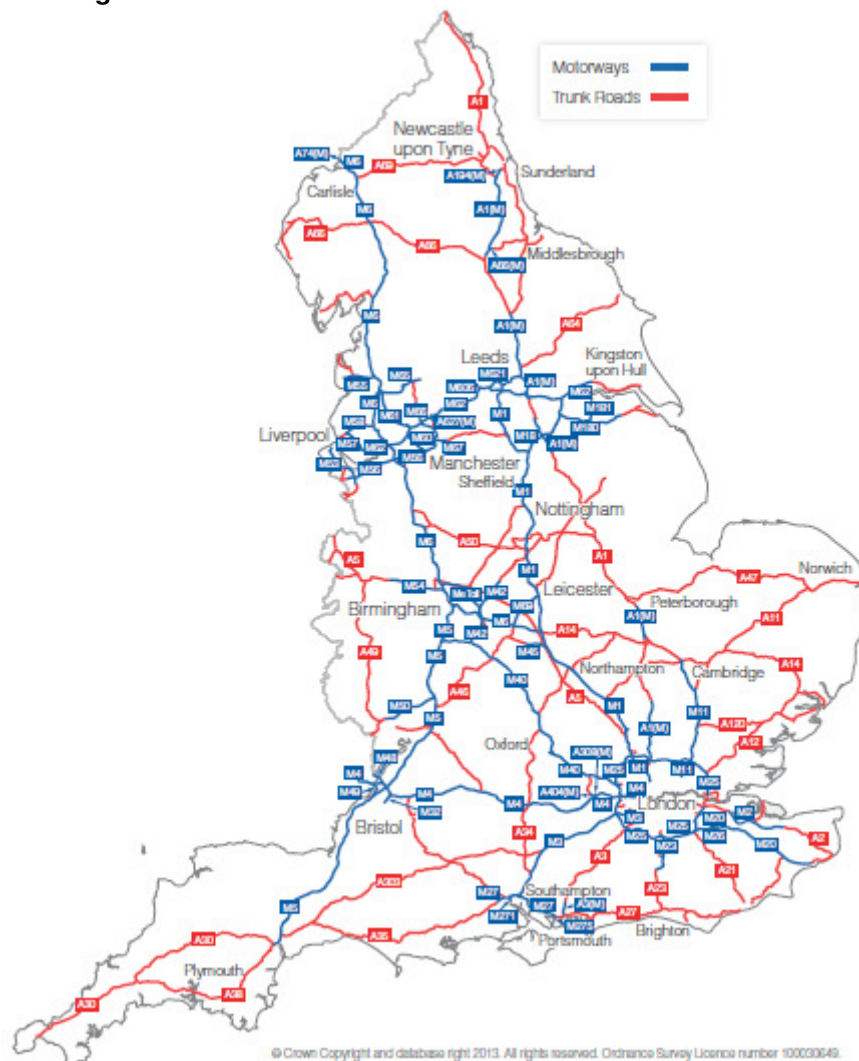 Motorways
Trunk Roads
A1
Newcastle
upon Tyne
A74(M)
M6
A69
A194(M)
Sunderland
Carlisle
M6
A1(M)
A66
A66(M)
Middlesbrough
M6
A1(M)
A64
Leeds
Kingston
upon Hull
M55
M65
M621
A1(M)
M606
M62
M62
M6
M61
M66
M1
M181
M58
A627(M)
M180
Liverpool
M57
M62
M60
M67
M18
A1(M)
M56
M56
Manchester
Sheffield
M1
Nottingham
M6
A50
A1
M1
A5
A47
Norwich
M54
M6 Toll
M42
Leicester
Birmingham
M69
Peterborough
A1(M)
A11
M5
M6
M42
A14
A49
M5
M45
Northampton
Cambridge
A14
M40
M50
A46
A5
M1
M11
M5
A1(M)
A120
A12
Oxford
M48
M4
M49
M40
M25
M1
M11
M25
M4
M32
M4
A404(M)
M4
M4
London
M2
M20
Bristol
A34
M3
M25
M25
M26
M20
A2
M3
M23
A3
A21
A303
A23
M27
Southampton
M27
A3(M)
M5
M271
A27
A35
M275
Brighton
Portsmouth
A30
Plymouth
A30
A38
© Crown Copyright and database right 2013. All rights reserved. Ordnance Survey Licence number 100030649.